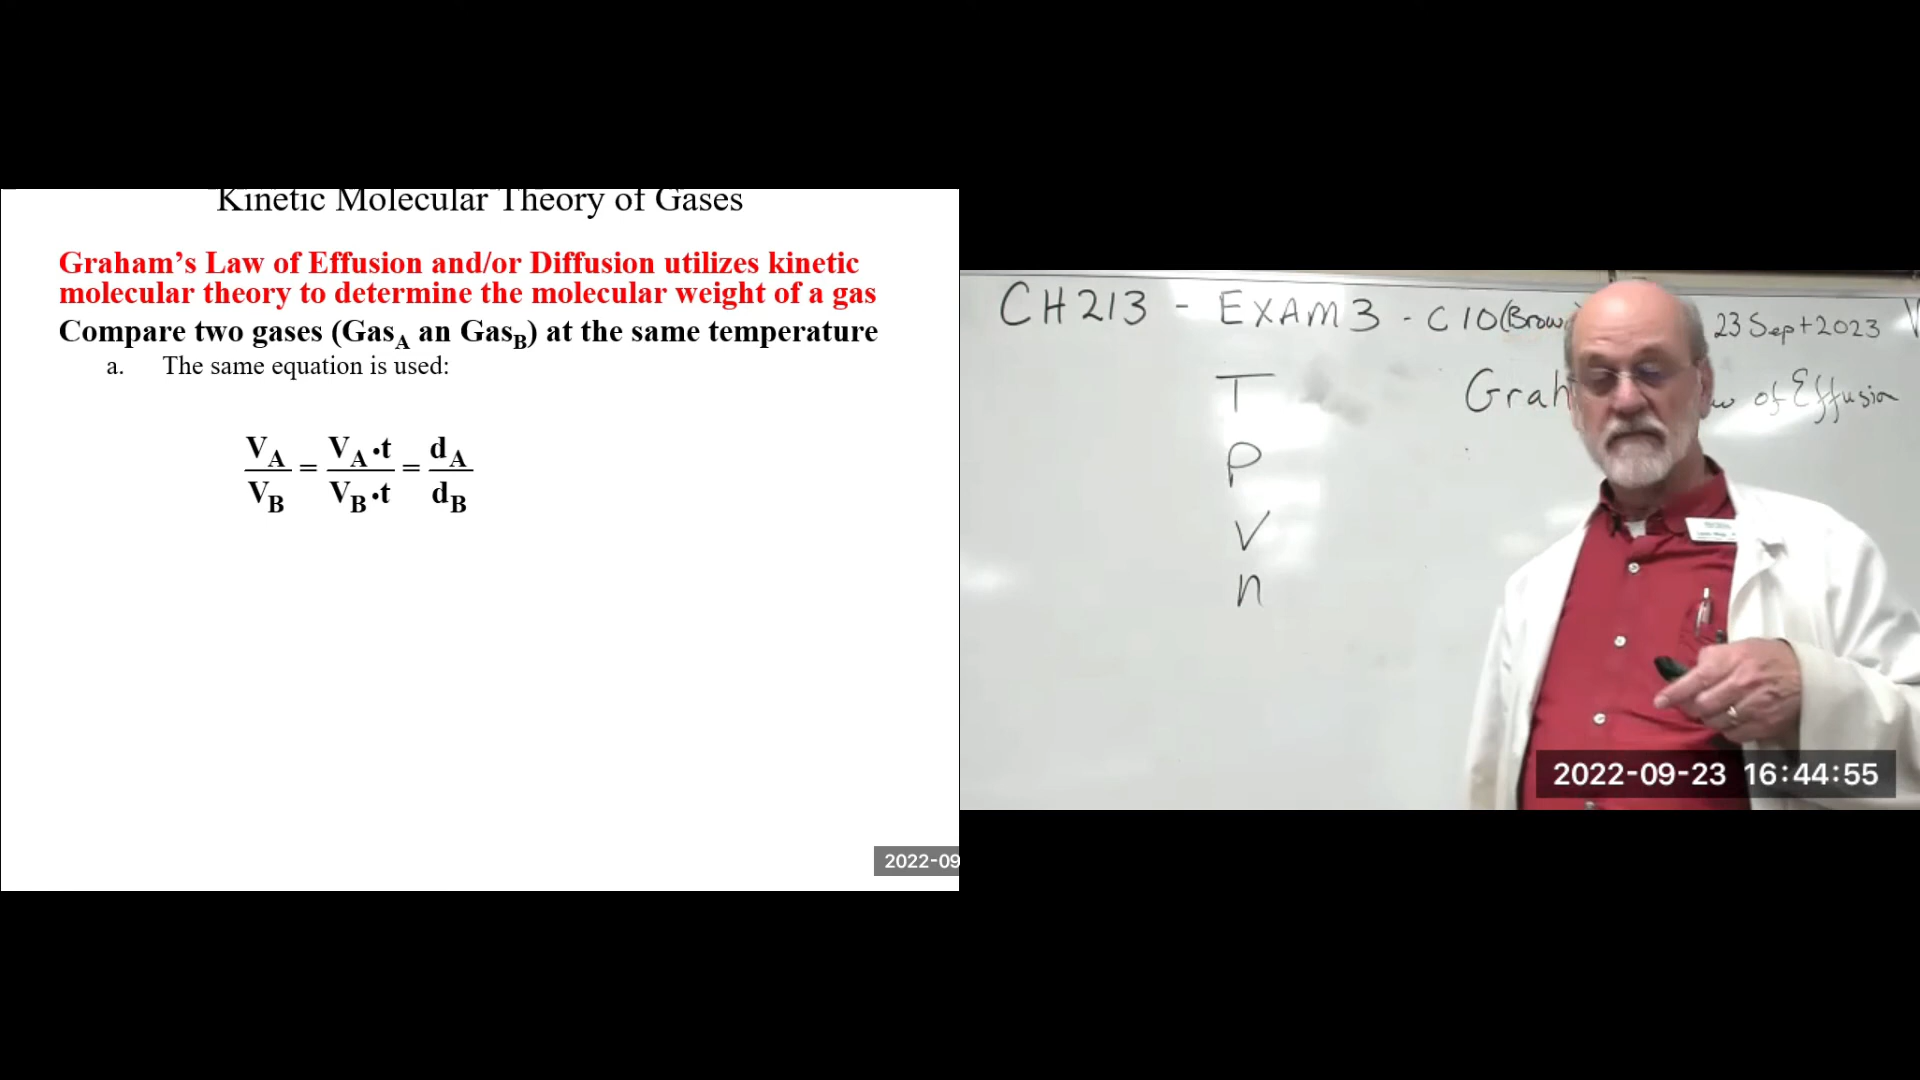 Kinetic Molecular Theory of Gases
Graham’s Law of Effusion and/or Diffusion utilizes kinetic
molecular theory to determine the molecular weight of a gas
Compare two gases (GasA an GasB) at the same temperature
a. The same equation is used:
VA/VB = VA•t/VB•t = dA/dB
2022-09
CH213 - EXAM 3 - C10(Brow
23 Sept 2023
Grah w of Effusion
T
P
V
n
2022-09-23 16:44:55